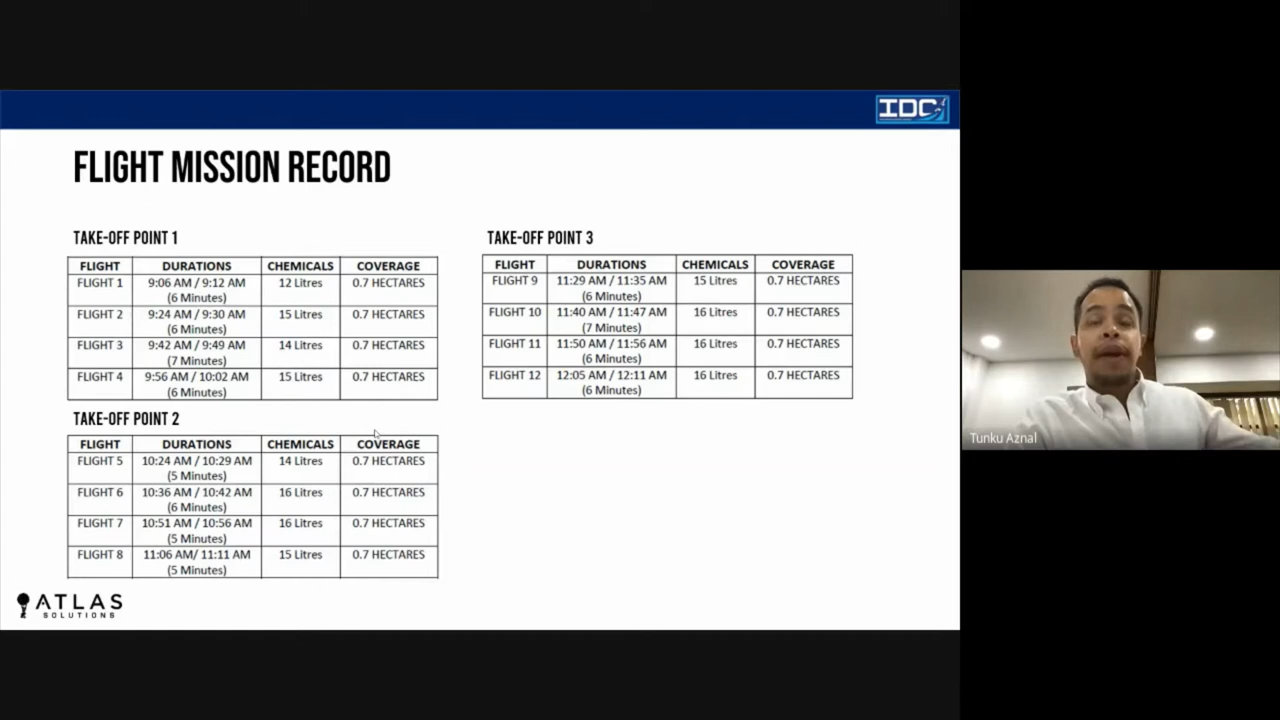 IDC
FLIGHT MISSION RECORD
TAKE-OFF POINT 1
FLIGHT DURATIONS CHEMICALS COVERAGE
FLIGHT 1 9:06 AM / 9:12 AM 12 Litres 0.7 HECTARES
(6 Minutes)
FLIGHT 2 9:24 AM / 9:30 AM 15 Litres 0.7 HECTARES
(6 Minutes)
FLIGHT 3 9:42 AM / 9:49 AM 14 Litres 0.7 HECTARES
(7 Minutes)
FLIGHT 4 9:56 AM / 10:02 AM 15 Litres 0.7 HECTARES
(6 Minutes)
TAKE-OFF POINT 2
FLIGHT DURATIONS CHEMICALS COVERAGE
FLIGHT 5 10:24 AM / 10:29 AM 14 Litres 0.7 HECTARES
(5 Minutes)
FLIGHT 6 10:36 AM / 10:42 AM 16 Litres 0.7 HECTARES
(6 Minutes)
FLIGHT 7 10:51 AM / 10:56 AM 16 Litres 0.7 HECTARES
(5 Minutes)
FLIGHT 8 11:06 AM/ 11:11 AM 15 Litres 0.7 HECTARES
(5 Minutes)
TAKE-OFF POINT 3
FLIGHT DURATIONS CHEMICALS COVERAGE
FLIGHT 9 11:29 AM / 11:35 AM 15 Litres 0.7 HECTARES
(6 Minutes)
FLIGHT 10 11:40 AM / 11:47 AM 16 Litres 0.7 HECTARES
(7 Minutes)
FLIGHT 11 11:50 AM / 11:56 AM 16 Litres 0.7 HECTARES
(6 Minutes)
FLIGHT 12 12:05 AM / 12:11 AM 16 Litres 0.7 HECTARES
(6 Minutes)
ATLAS
SOLUTIONS
Tunku Aznal